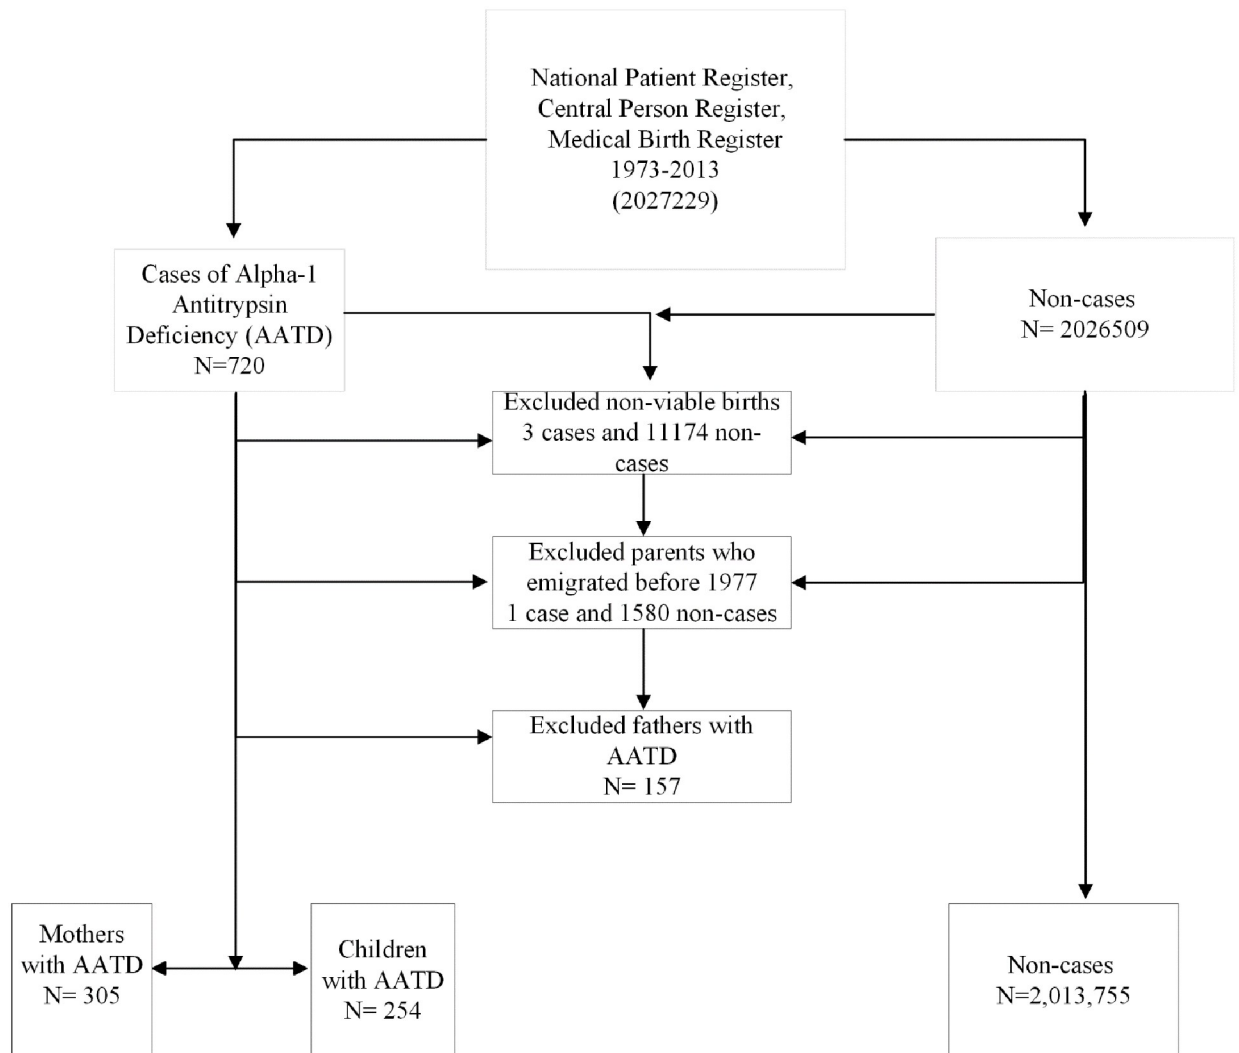 National Patient Register,
Central Person Register,
Medical Birth Register
1973-2013
(2027229)
Cases of Alpha-1
Antitrypsin
Deficiency (AATD)
N=720
Non-cases
N= 2026509
Excluded non-viable births
3 cases and 11174 non-
cases
Excluded parents who
emigrated before 1977
1 case and 1580 non-cases
Excluded fathers with
AATD
N= 157
Mothers
with AATD
N= 305
Children
with AATD
N= 254
Non-cases
N=2,013,755